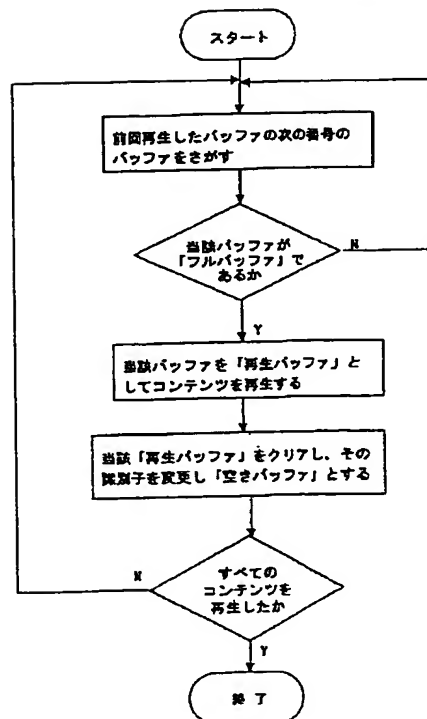 スタート
前回再生したバッファの次の番号の
バッファをさがす
当該バッファが
「フルバッファ」で
あるか
N
Y
当該バッファを「再生バッファ」と
してコンテンツを再生する
当該「再生バッファ」をクリアし、その
識別子を変更し「空きバッファ」とする
すべての
コンテンツを
再生したか
N
Y
終了